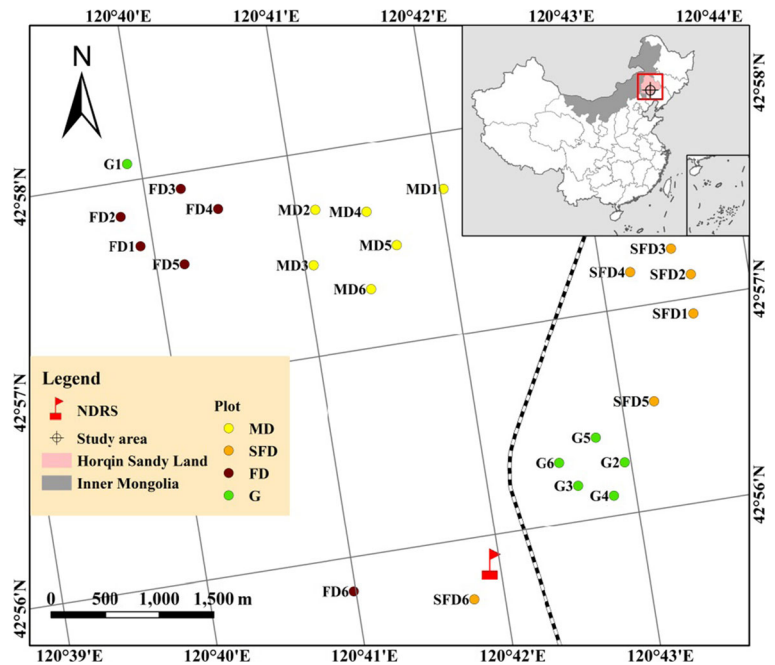 120°40'E 120°41'E 120°42'E 120°43'E 120°44'E
N
42°58'N
G1
FD3
MD1
42°58'N
FD2
FD4
MD2
MD4
FD1
MD5
SFD3
FD5
MD3
SFD4
SFD2
42°57'N
MD6
SFD1
Legend
NDRS
Study area
Horqin Sandy Land
Inner Mongolia
Plot
MD
SFD
FD
G
42°57'N
SFD5
G5
G6
G2
G3
G4
42°56'N
0 500 1,000 1,500 m
FD6
SFD6
42°56'N
120°39'E 120°40'E 120°41'E 120°42'E 120°43'E